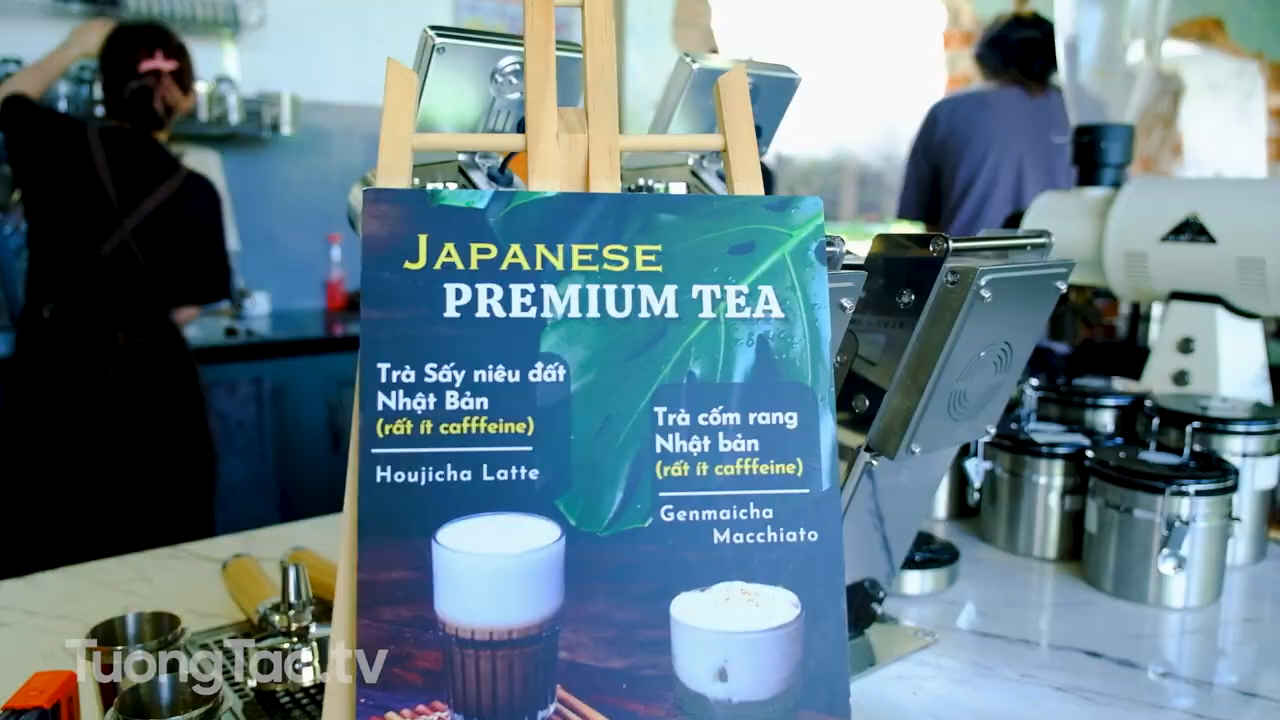 JAPANESE
PREMIUM TEA
Trà Sấy niêu đất
Nhật Bản
(rất ít cafffeine)
Houjicha Latte
Trà cốm rang
Nhật bản
(rất ít cafffeine)
Genmaicha
Macchiato
TuongTac.tv